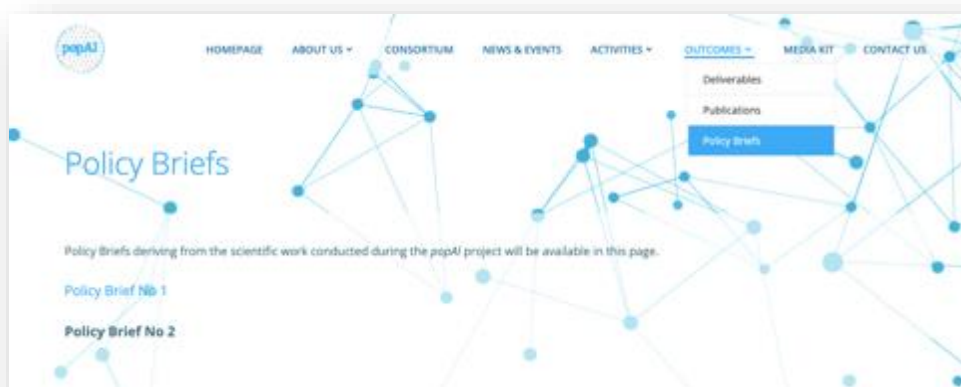 popAI
HOMEPAGE ABOUT US CONSORTIUM NEWS & EVENTS ACTIVITIES OUTCOMES MEDIA KIT CONTACT US
Deliverables
Publications
Policy Briefs
Policy Briefs
Policy Briefs deriving from the scientific work conducted during the popAI project will be available in this page.
Policy Brief No 1
Policy Brief No 2